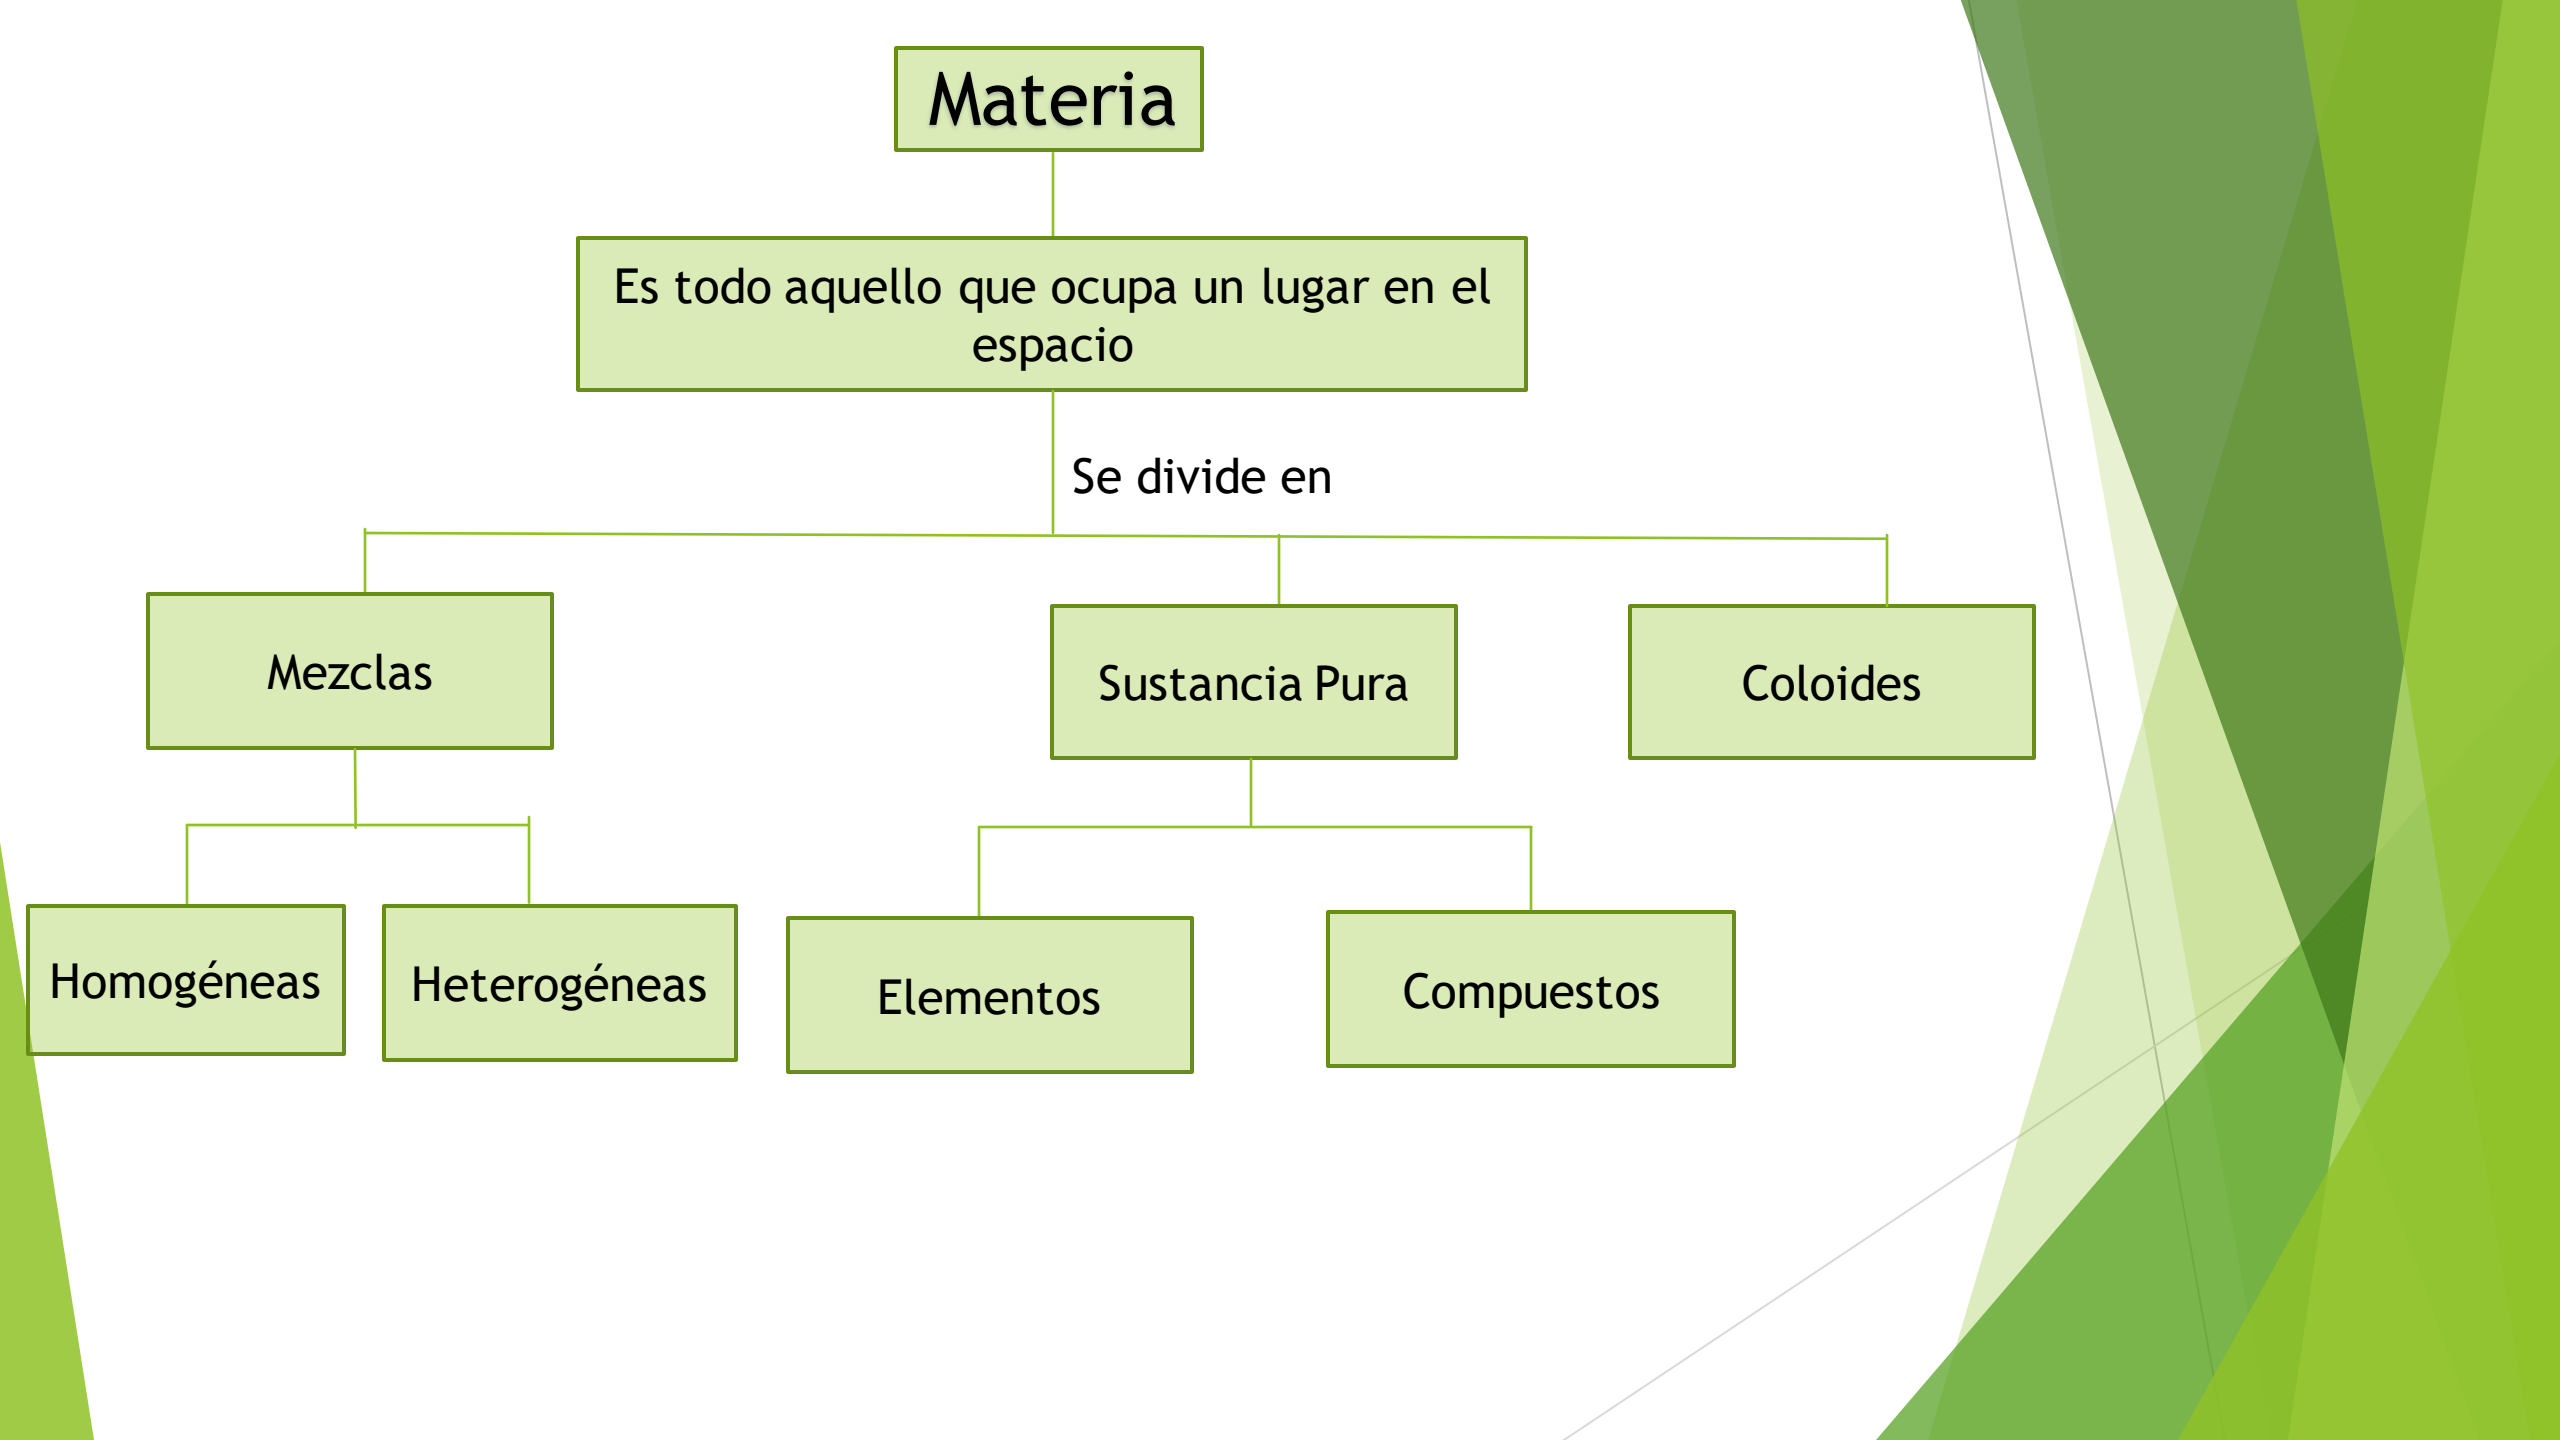 Materia
Es todo aquello que ocupa un lugar en el
espacio
Se divide en
Mezclas
Sustancia Pura
Coloides
Homogéneas
Heterogéneas
Elementos
Compuestos